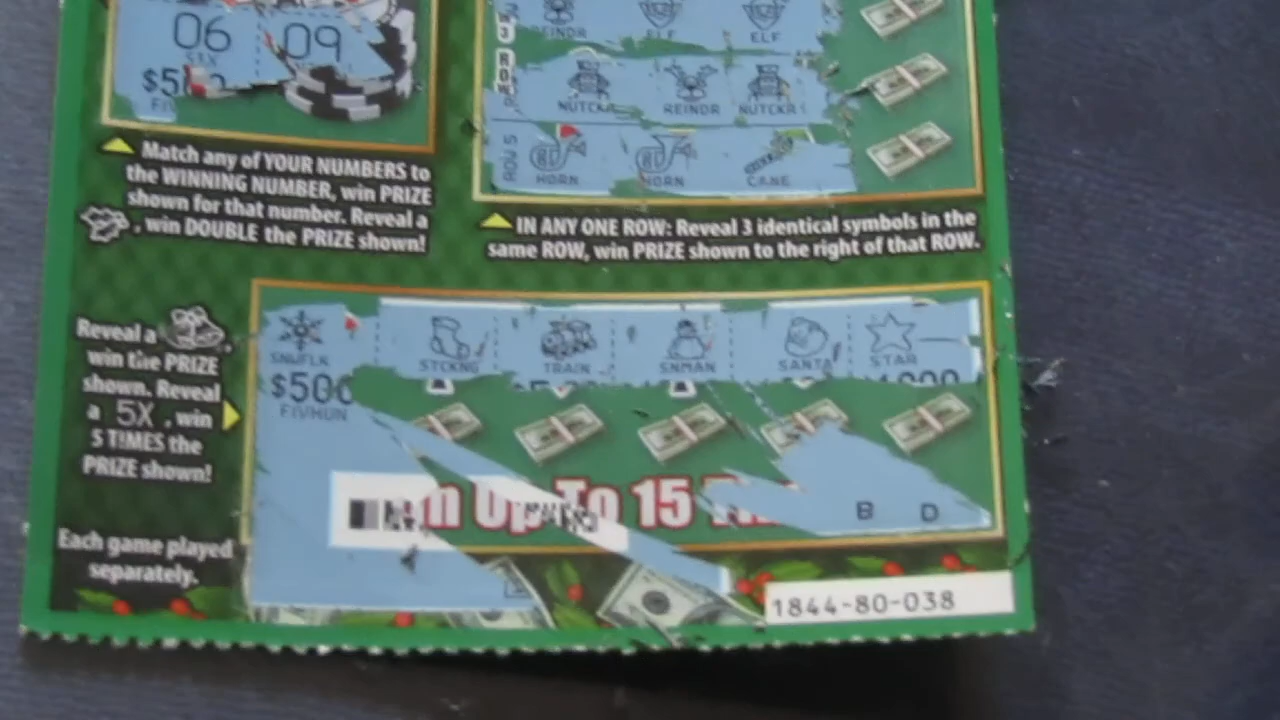 06 09
SIX
$5
REINDR ELF ELF
NUTCKR REINDR NUTCKR
ROW 5 HORN HORN CANE
Match any of YOUR NUMBERS to
the WINNING NUMBER, win PRIZE
shown for that number. Reveal a
, win DOUBLE the PRIZE shown!
IN ANY ONE ROW: Reveal 3 identical symbols in the
same ROW, win PRIZE shown to the right of that ROW.
Reveal a ,
win the PRIZE
shown. Reveal
a 5X , win
5 TIMES the
PRIZE shown!
SNWFLK STCKNG TRAIN SNMAN SANTA STAR
$500
FIVHUN
Up To 15
B D
Each game played
separately.
1844-80-038